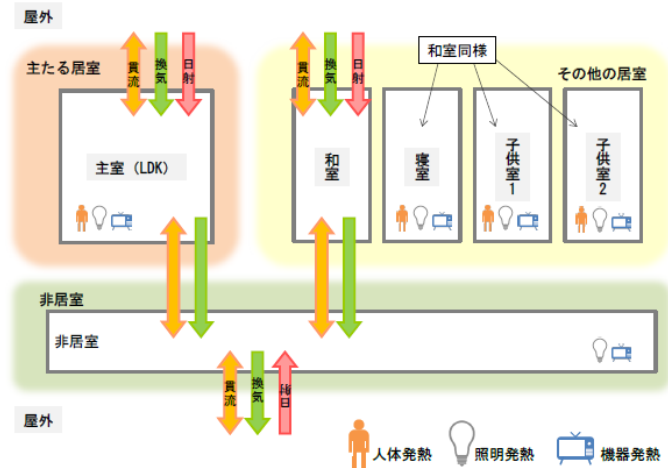 屋外
主たる居室
貫流
換気
日射
主室（LDK）
貫流
換気
日射
和室同様
その他の居室
和室
寝室
子供室1
子供室2
非居室
非居室
貫流
換気
日射
屋外
人体発熱
照明発熱
機器発熱